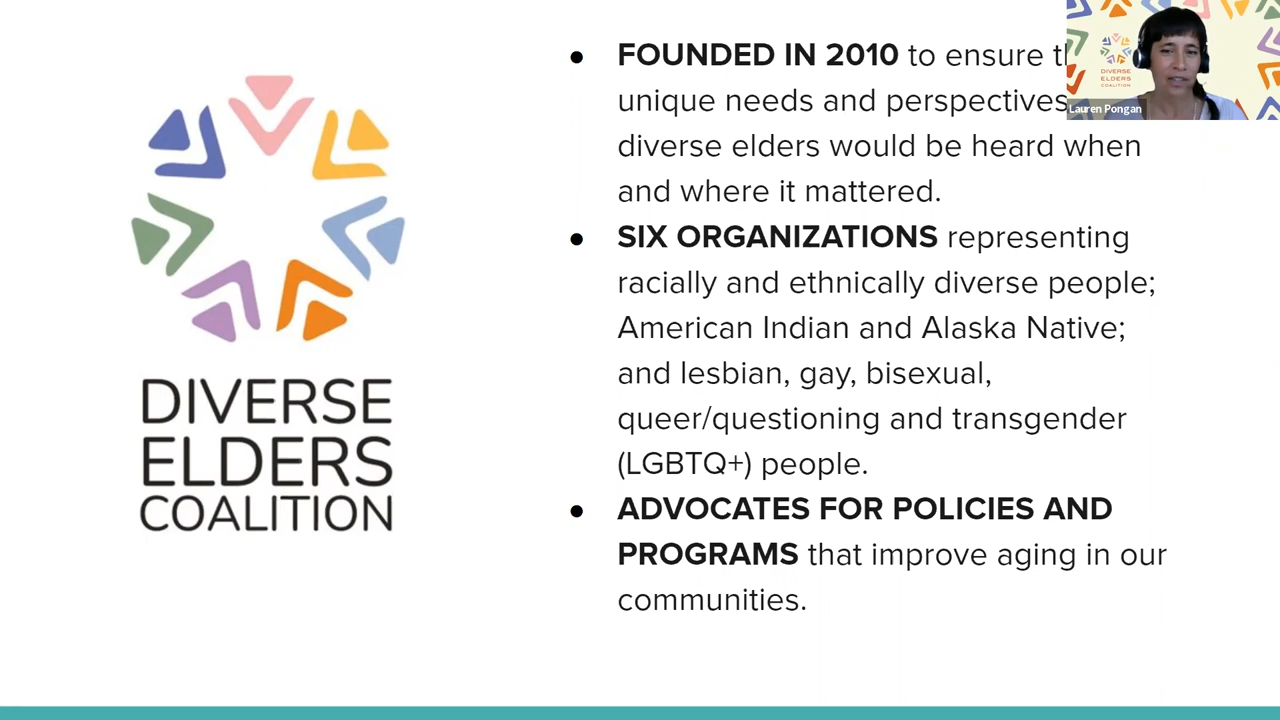 DIVERSE
ELDERS
COALITION
FOUNDED IN 2010 to ensure
unique needs and perspectives
diverse elders would be heard when
and where it mattered.
SIX ORGANIZATIONS representing
racially and ethnically diverse people;
American Indian and Alaska Native;
and lesbian, gay, bisexual,
queer/questioning and transgender
(LGBTQ+) people.
ADVOCATES FOR POLICIES AND
PROGRAMS that improve aging in our
communities.
DIVERSE
ELDERS
COALITION
Lauren Pongan